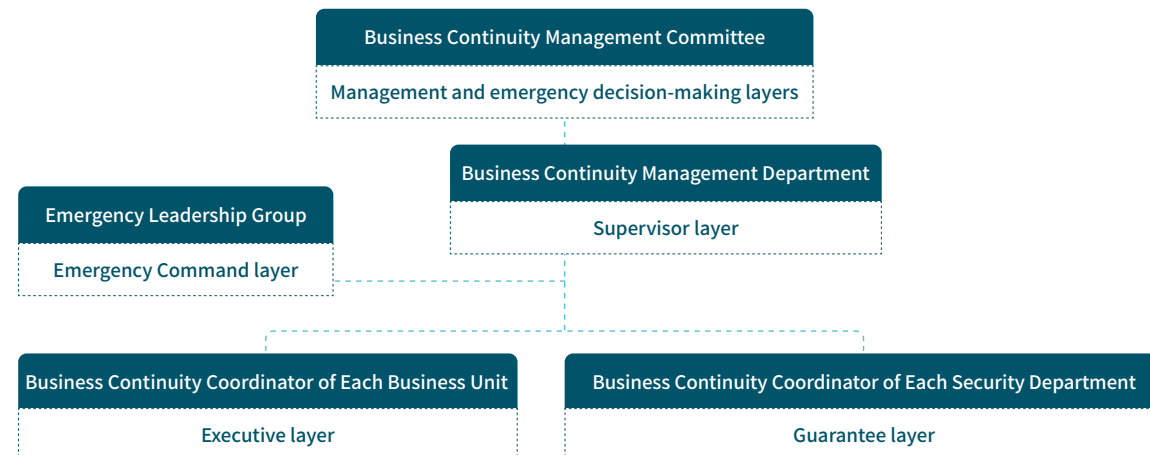 Business Continuity Management Committee
Management and emergency decision-making layers
Business Continuity Management Department
Supervisor layer
Emergency Leadership Group
Emergency Command layer
Business Continuity Coordinator of Each Business Unit
Executive layer
Business Continuity Coordinator of Each Security Department
Guarantee layer